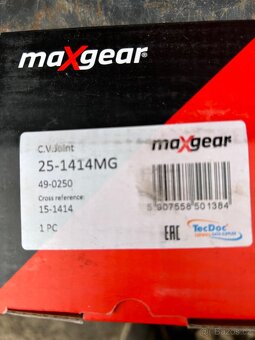 maxgear®
C.V.Joint
maxgear
25-1414MG
49-0250
Cross reference:
15-1414
5 907558 501384
1 PC
EAC
TecDoc